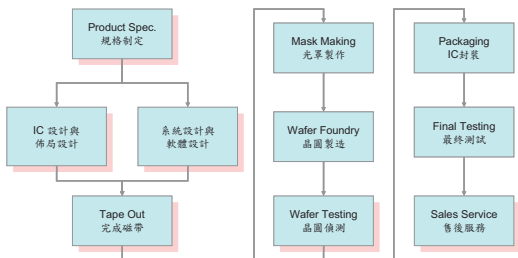 Product Spec.
規格制定
IC 設計與
佈局設計
系統設計與
軟體設計
Tape Out
完成磁帶
Mask Making
光罩製作
Wafer Foundry
晶圓製造
Wafer Testing
晶圓偵測
Packaging
IC封裝
Final Testing
最終測試
Sales Service
售後服務